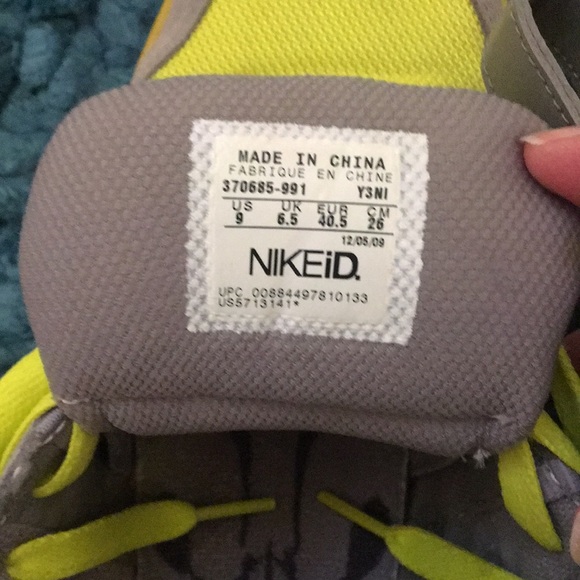 MADE IN CHINA
FABRIQUE EN CHINE
370685-991 Y3NI
US UK EUR CM
9 6.5 40.5 26
12/05/09
NIKEiD.
UPC 00884497810133
US5713141*